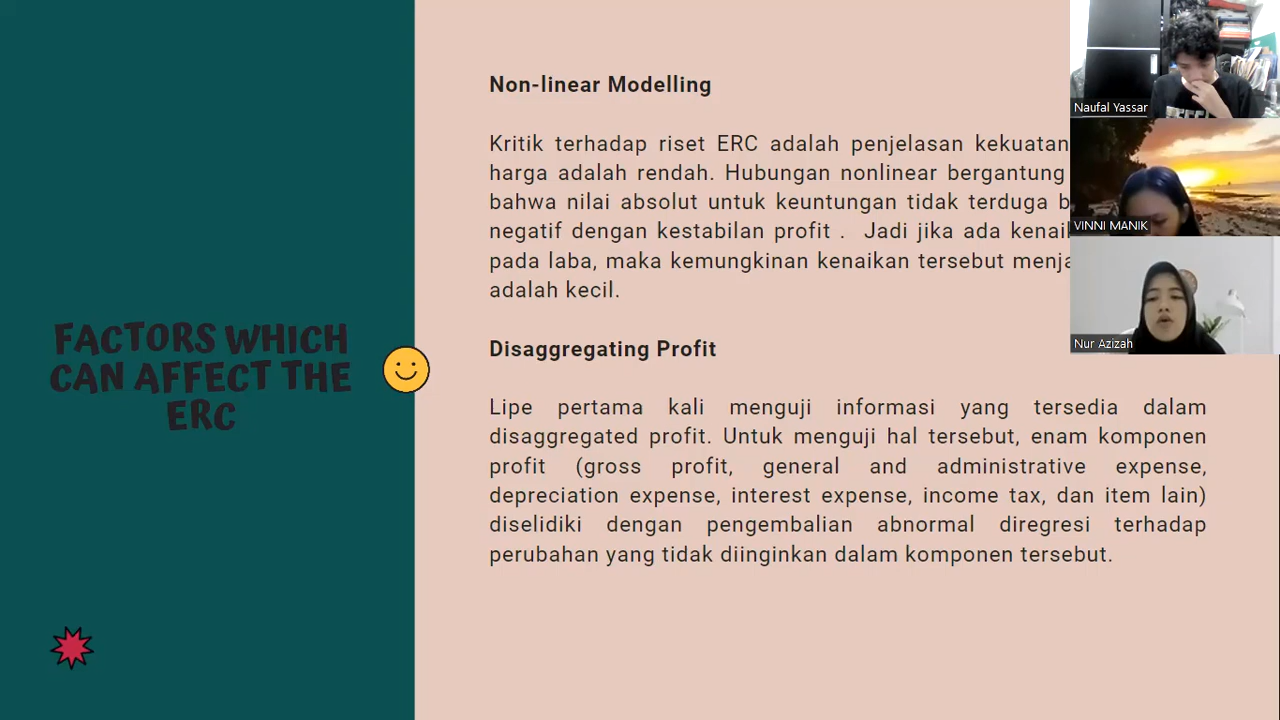 FACTORS WHICH
CAN AFFECT THE
ERC
Non-linear Modelling
Kritik terhadap riset ERC adalah penjelasan kekuatan
harga adalah rendah. Hubungan nonlinear bergantung
bahwa nilai absolut untuk keuntungan tidak terduga b
negatif dengan kestabilan profit . Jadi jika ada kenai
pada laba, maka kemungkinan kenaikan tersebut menja
adalah kecil.
Disaggregating Profit
Lipe pertama kali menguji informasi yang tersedia dalam
disaggregated profit. Untuk menguji hal tersebut, enam komponen
profit (gross profit, general and administrative expense,
depreciation expense, interest expense, income tax, dan item lain)
diselidiki dengan pengembalian abnormal diregresi terhadap
perubahan yang tidak diinginkan dalam komponen tersebut.
Naufal Yassar
VINNI MANIK
Nur Azizah